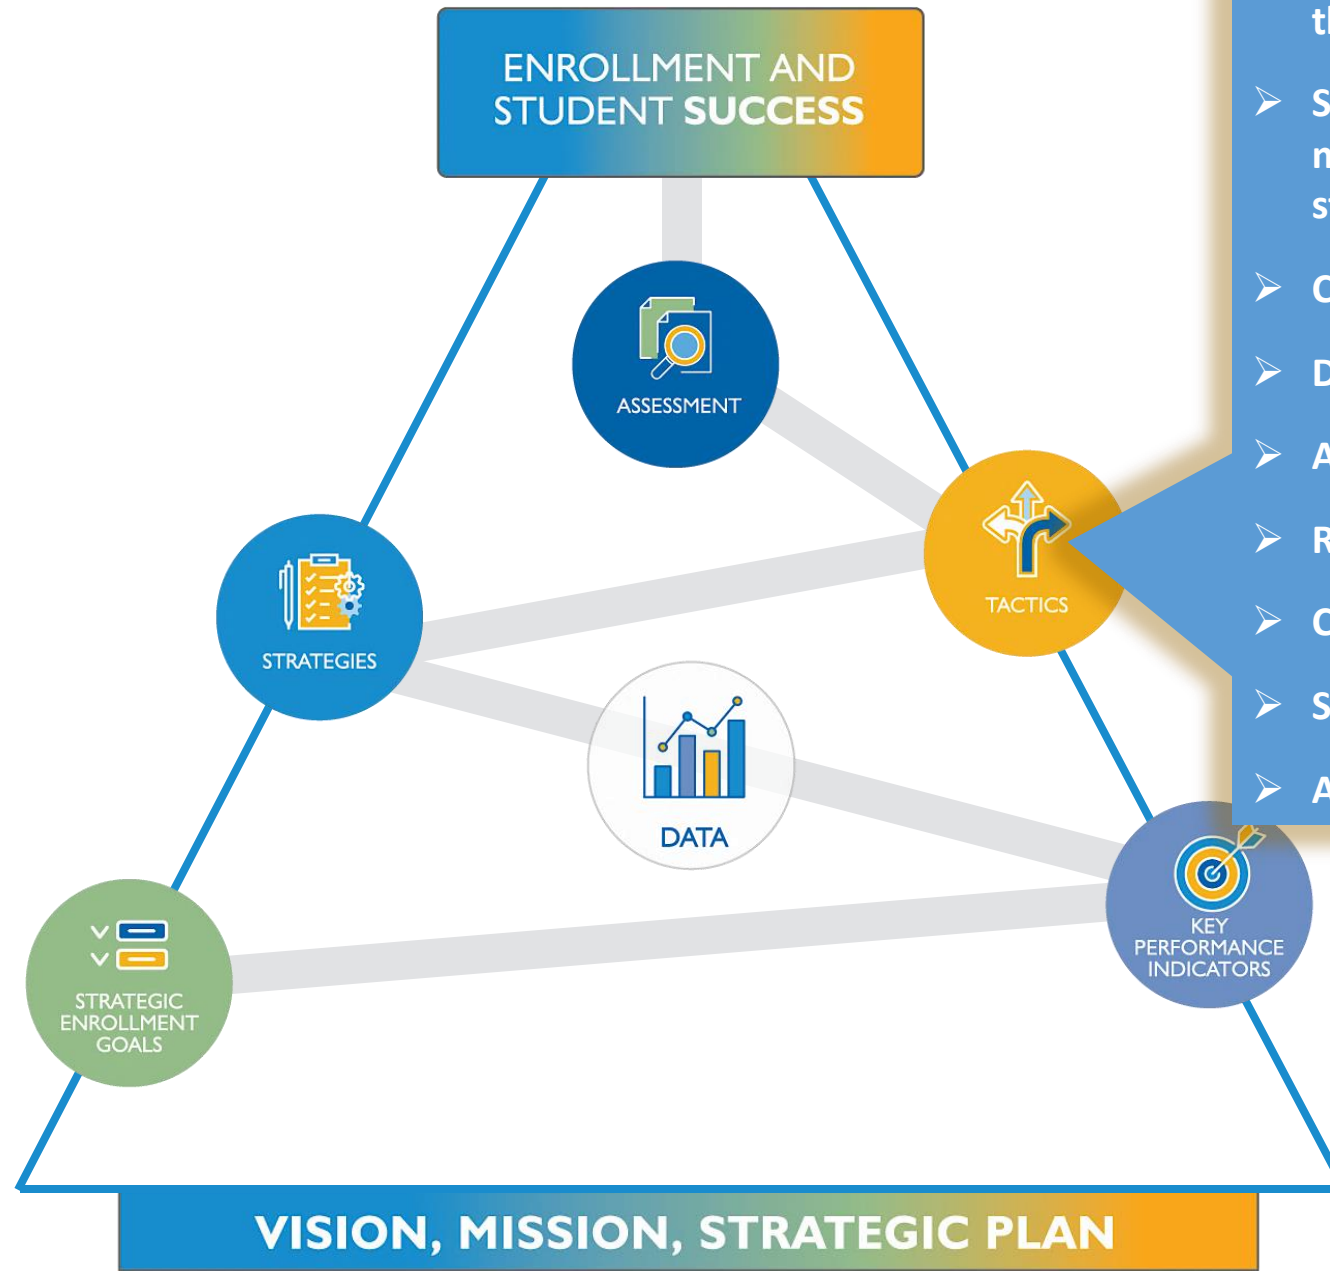 ENROLLMENT AND
STUDENT SUCCESS
ASSESSMENT
TACTICS
STRATEGIES
DATA
KEY
PERFORMANCE
INDICATORS
STRATEGIC
ENROLLMENT
GOALS
VISION, MISSION, STRATEGIC PLAN